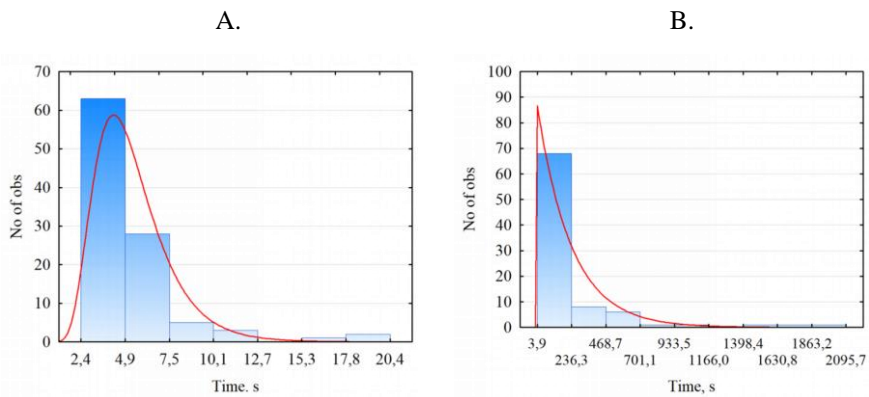 A.
B.
70
60
50
40
30
20
10
0
No of obs
2,4 4,9 7,5 10,1 12,7 15,3 17,8 20,4
Time. s
100
90
80
70
60
50
40
30
20
10
0
No of obs
3,9 468,7 933,5 1398,4 1863,2
236,3 701,1 1166,0 1630,8 2095,7
Time, s